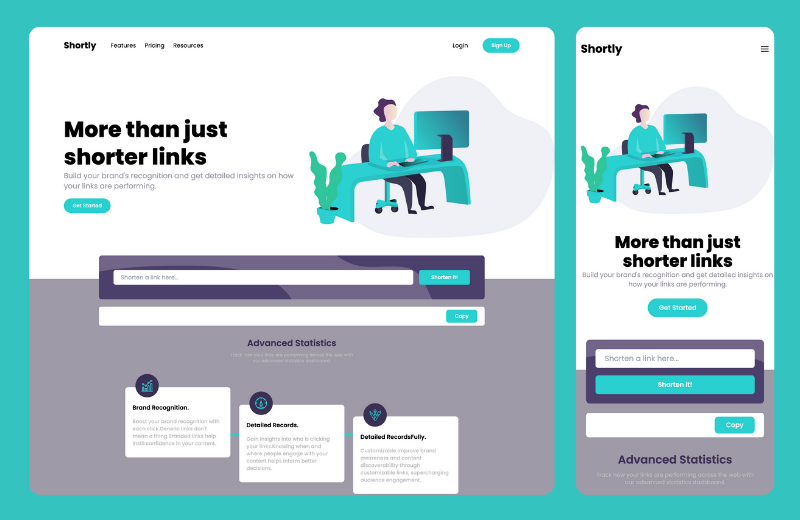 Shortly
Features Pricing Resources
Login
Sign Up
More than just
shorter links
Build your brand's recognition and get detailed insights on how
your links are performing.
Get Started
Shorten a link here...
Shorten it!
Copy
Advanced Statistics
Track how your links are performing across the web with
our advanced statistics dashboard.
Brand Recognition.
Boost your brand recognition with
each click.Generic links don't
mean a thing branded links help
instil confidence in your content.
Detailed Records.
Gain insights into who is clicking
your links.Knowing when and
where people engage with your
content helps inform better
decisions.
Detailed RecordsFully.
Customizable improve brand
awareness and content
discoverability through
customizable links, supercharging
audience engagement.
Shortly
More than just
shorter links
Build your brand's recognition and get detailed insights on
how your links are performing.
Get Started
Shorten a link here...
Shorten it!
Copy
Advanced Statistics
Track how your links are performing across the web with
our advanced statistics dashboard.